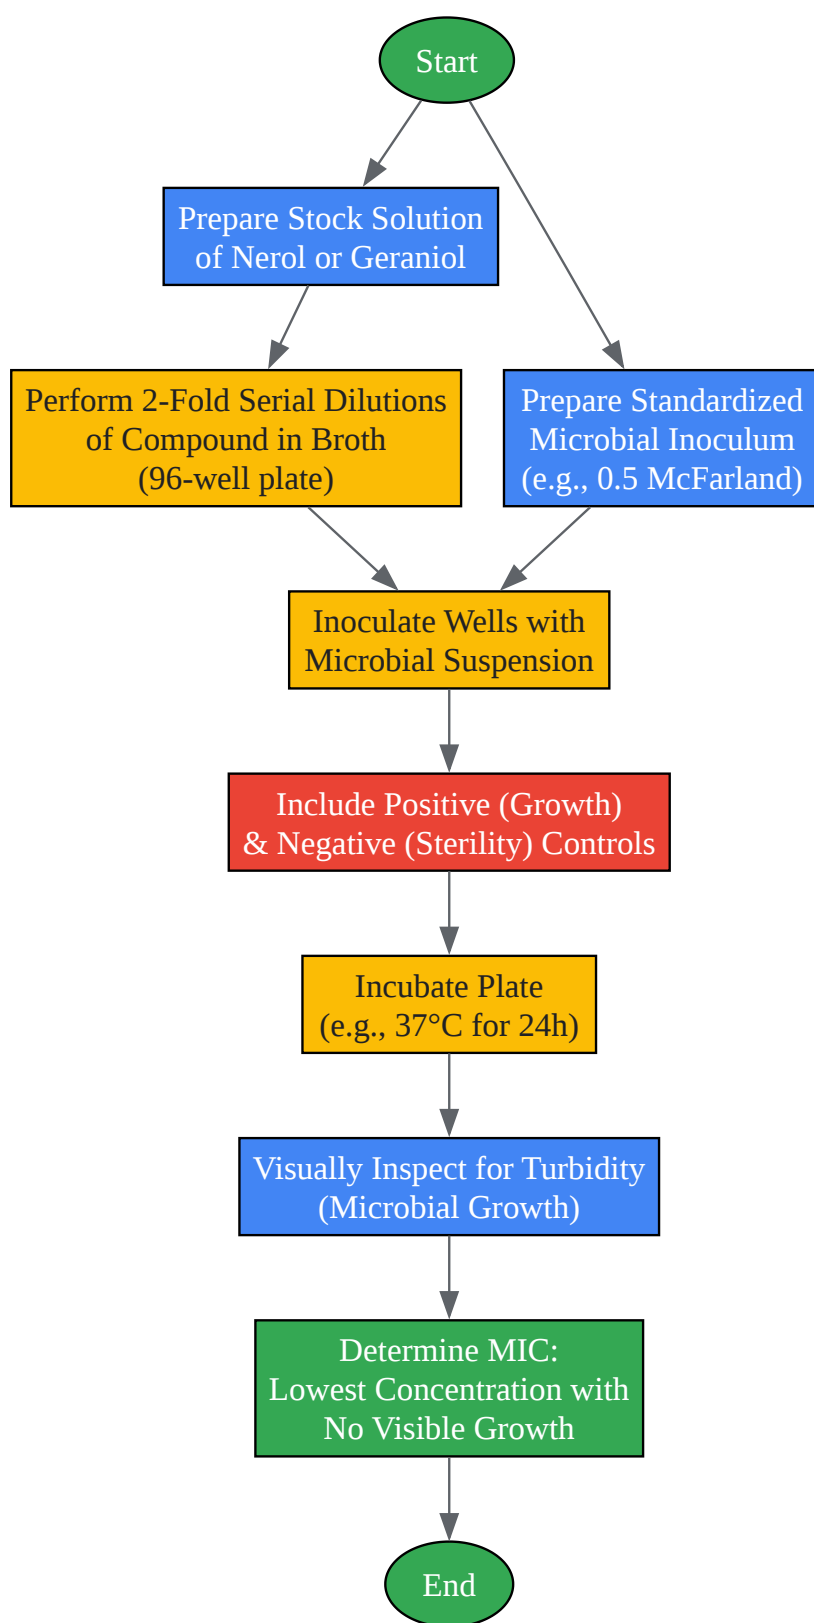 Start
Prepare Stock Solution
of Nerol or Geraniol
Perform 2-Fold Serial Dilutions
of Compound in Broth
(96-well plate)
Prepare Standardized
Microbial Inoculum
(e.g., 0.5 McFarland)
Inoculate Wells with
Microbial Suspension
Include Positive (Growth)
& Negative (Sterility) Controls
Incubate Plate
(e.g., 37°C for 24h)
Visually Inspect for Turbidity
(Microbial Growth)
Determine MIC:
Lowest Concentration with
No Visible Growth
End